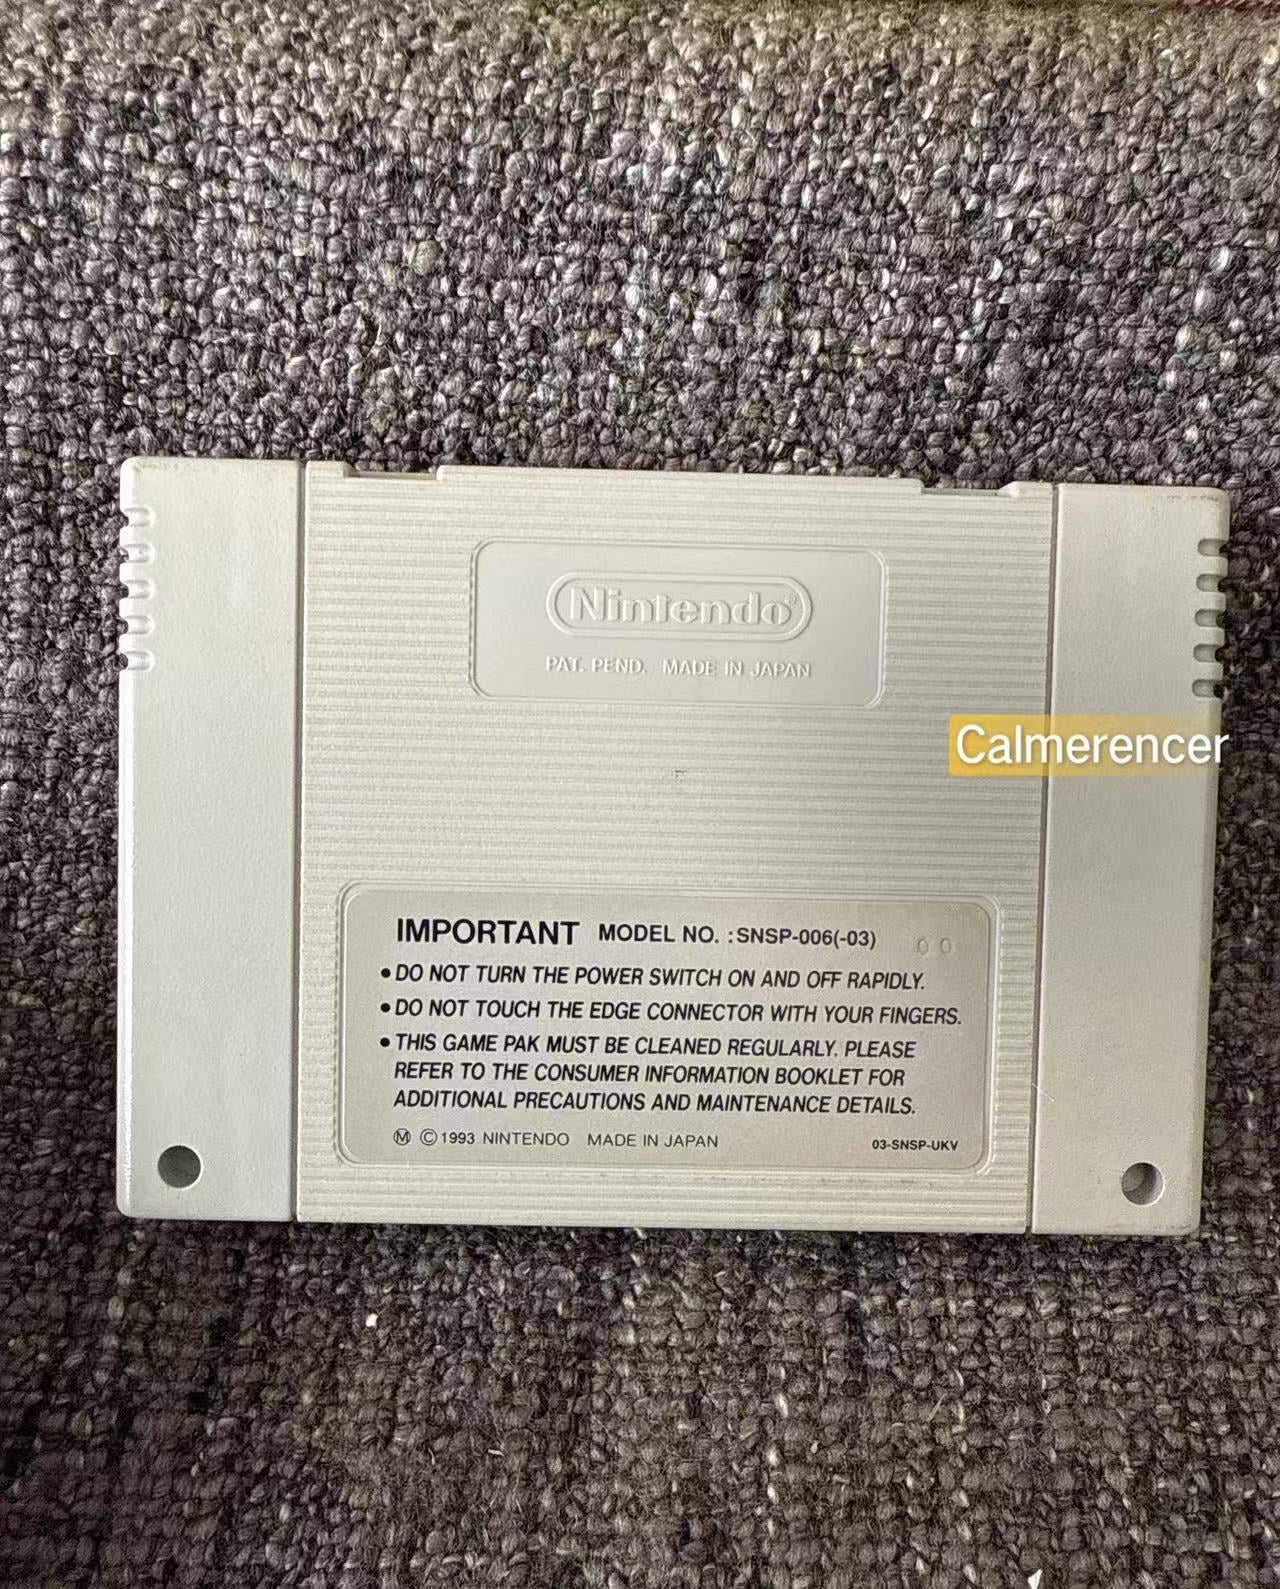 Nintendo®
PAT. PEND. MADE IN JAPAN
Calmerencer
IMPORTANT MODEL NO. :SNSP-006(-03) 00
• DO NOT TURN THE POWER SWITCH ON AND OFF RAPIDLY.
• DO NOT TOUCH THE EDGE CONNECTOR WITH YOUR FINGERS.
• THIS GAME PAK MUST BE CLEANED REGULARLY. PLEASE
REFER TO THE CONSUMER INFORMATION BOOKLET FOR
ADDITIONAL PRECAUTIONS AND MAINTENANCE DETAILS.
Ⓜ ©1993 NINTENDO MADE IN JAPAN 03-SNSP-UKV